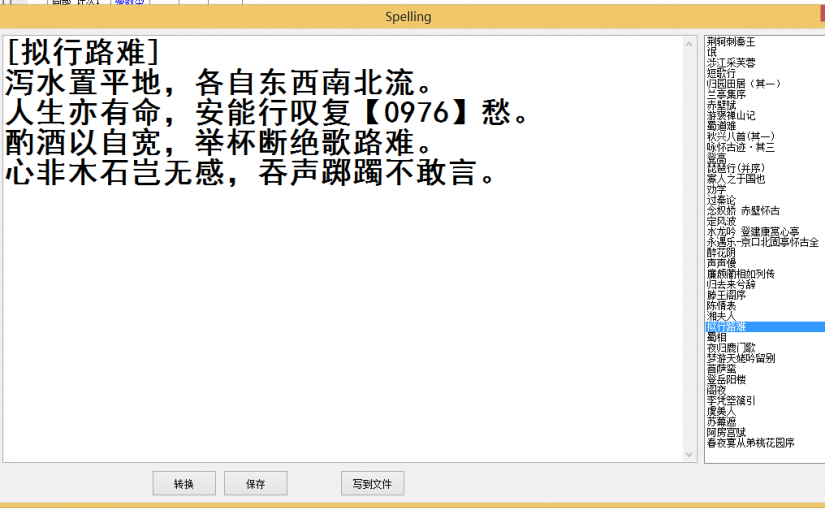 Spelling
[拟行路难]
泻水置平地，各自东西南北流。
人生亦有命，安能行叹复【0976】愁。
酌酒以自宽，举杯断绝歌路难。
心非木石岂无感，吞声踯躅不敢言。
荆轲刺秦王
氓
涉江采芙蓉
短歌行
归园田居（其一）
兰亭集序
赤壁赋
游褒禅山记
蜀道难
秋兴八首(其一)
咏怀古迹·其三
登高
琵琶行(并序)
寡人之于国也
劝学
过秦论
念奴娇 赤壁怀古
定风波
水龙吟 登建康赏心亭
永遇乐-京口北固亭怀古全
醉花阴
声声慢
廉颇蔺相如列传
归去来兮辞
滕王阁序
陈情表
湘夫人
拟行路难
蜀相
夜归鹿门歌
梦游天姥吟留别
菩萨蛮
登岳阳楼
阁夜
李凭箜篌引
虞美人
苏幕遮
阿房宫赋
春夜宴从弟桃花园序
转换
保存
写到文件